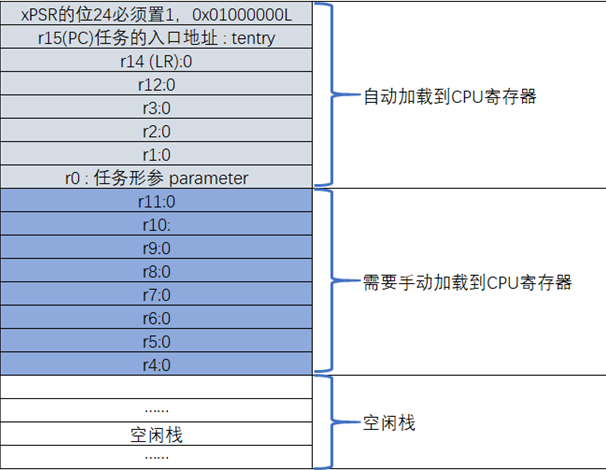 xPSR的位24必须置1，0x01000000L
r15(PC)任务的入口地址 : tentry
r14 (LR):0
r12:0
r3:0
r2:0
r1:0
r0 : 任务形参 parameter
自动加载到CPU寄存器
r11:0
r10:
r9:0
r8:0
r7:0
r6:0
r5:0
r4:0
需要手动加载到CPU寄存器
……
空闲栈
……
空闲栈